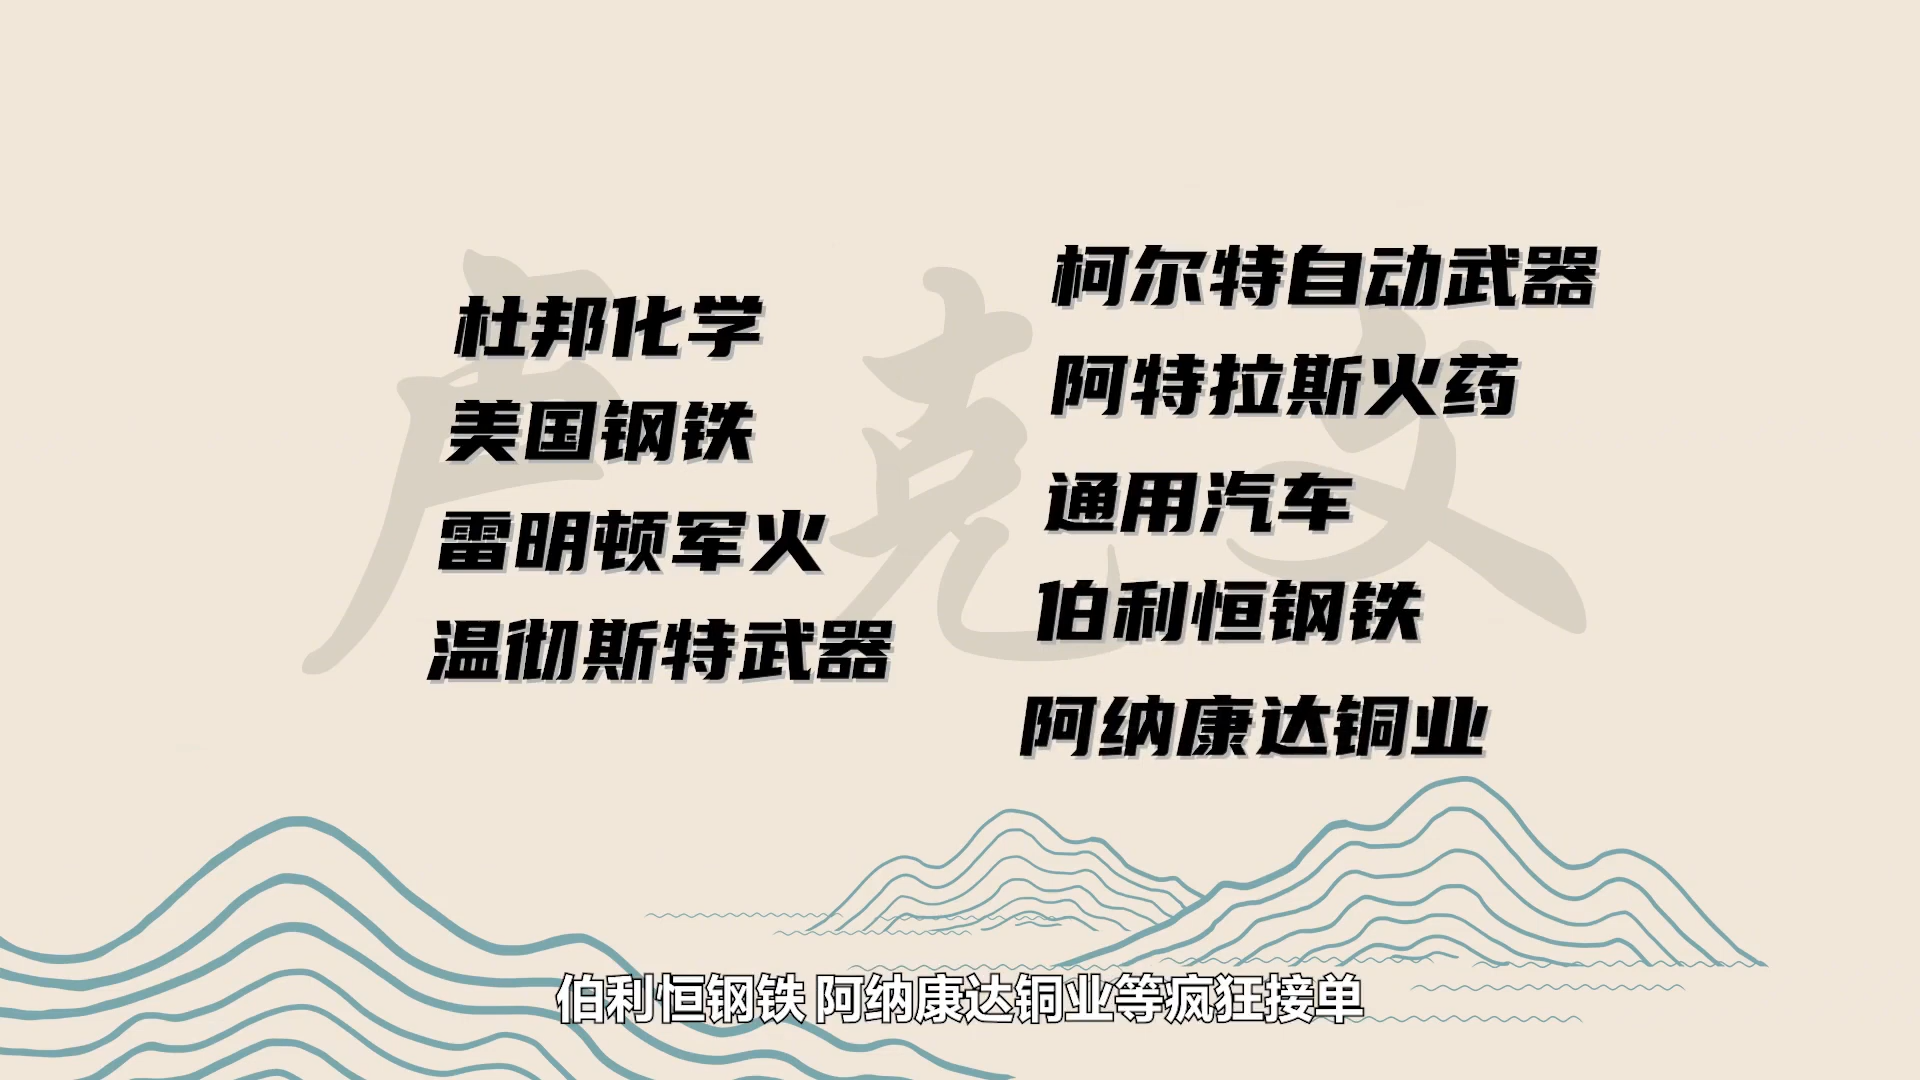 杜邦化学
美国钢铁
雷明顿军火
温彻斯特武器
柯尔特自动武器
阿特拉斯火药
通用汽车
伯利恒钢铁
阿纳康达铜业
卢克文
伯利恒钢铁 阿纳康达铜业等疯狂接单